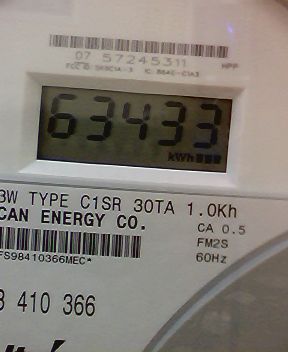 07 57245311 HPP
63433
kWh
3W TYPE C1SR 30TA 1.0Kh
CAN ENERGY CO.
CA 0.5
FM2S
FS98410366MEC*
60Hz
3 410 366